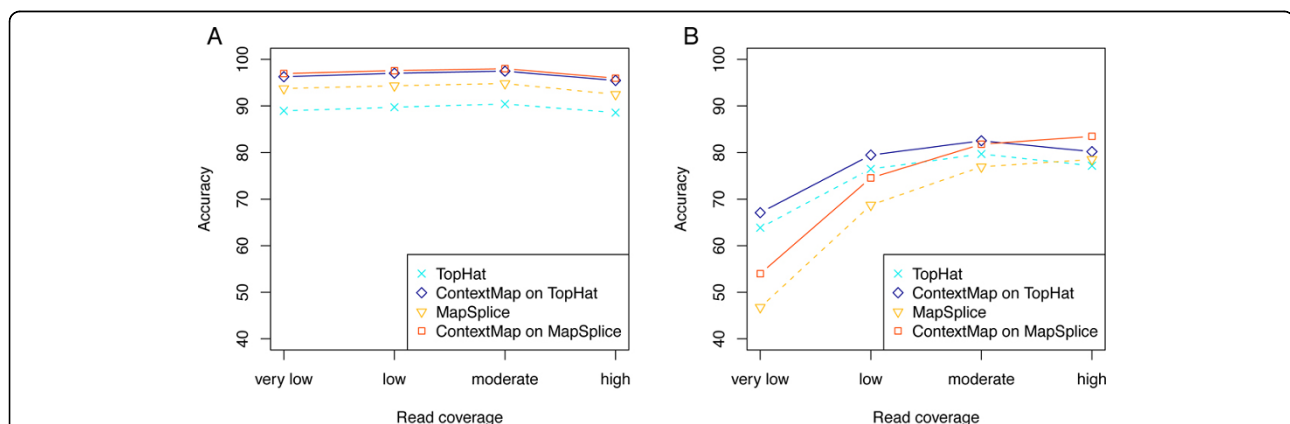 A
100
90
80
70
60
50
40
Accuracy
TopHat
ContextMap on TopHat
MapSplice
ContextMap on MapSplice
very low
low
moderate
high
Read coverage
B
100
90
80
70
60
50
40
Accuracy
TopHat
ContextMap on TopHat
MapSplice
ContextMap on MapSplice
very low
low
moderate
high
Read coverage